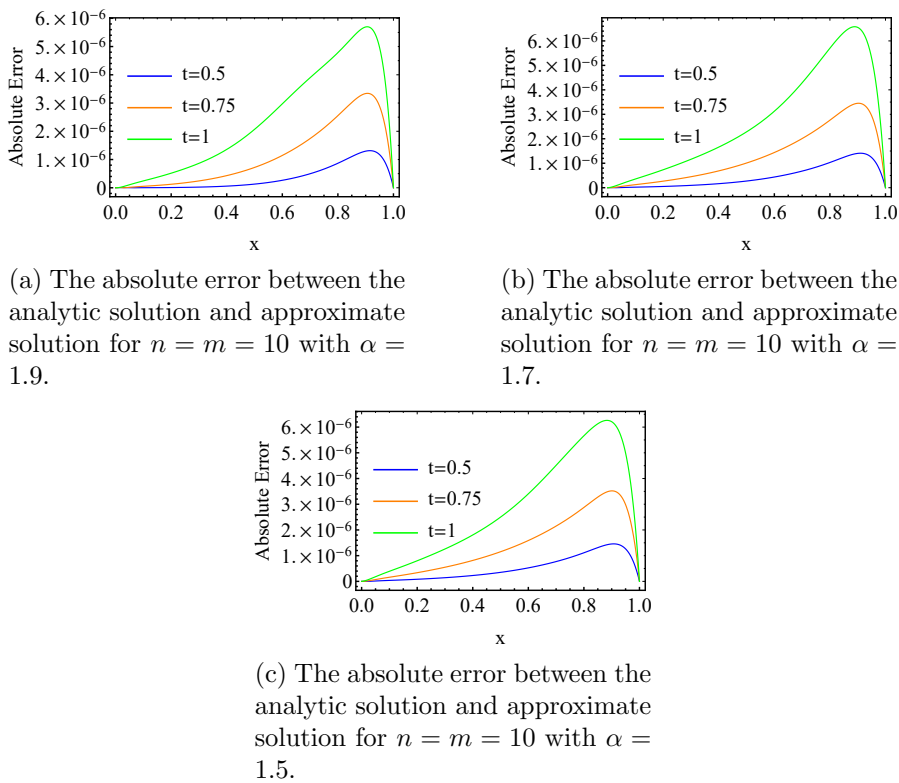 6.×10⁻⁶
5.×10⁻⁶
4.×10⁻⁶
3.×10⁻⁶
2.×10⁻⁶
1.×10⁻⁶
0
Absolute Error
t=0.5
t=0.75
t=1
0.0 0.2 0.4 0.6 0.8 1.0
x
(a) The absolute error between the
analytic solution and approximate
solution for n = m = 10 with α =
1.9.
6.×10⁻⁶
5.×10⁻⁶
4.×10⁻⁶
3.×10⁻⁶
2.×10⁻⁶
1.×10⁻⁶
0
Absolute Error
t=0.5
t=0.75
t=1
0.0 0.2 0.4 0.6 0.8 1.0
x
(b) The absolute error between the
analytic solution and approximate
solution for n = m = 10 with α =
1.7.
6.×10⁻⁶
5.×10⁻⁶
4.×10⁻⁶
3.×10⁻⁶
2.×10⁻⁶
1.×10⁻⁶
0
Absolute Error
t=0.5
t=0.75
t=1
0.0 0.2 0.4 0.6 0.8 1.0
x
(c) The absolute error between the
analytic solution and approximate
solution for n = m = 10 with α =
1.5.